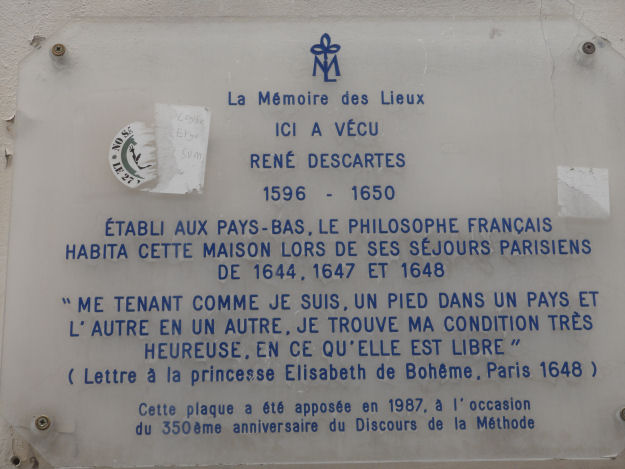 ML
La Mémoire des Lieux
ICI A VÉCU
RENÉ DESCARTES
1596 - 1650
ÉTABLI AUX PAYS-BAS, LE PHILOSOPHE FRANÇAIS
HABITA CETTE MAISON LORS DE SES SÉJOURS PARISIENS
DE 1644, 1647 ET 1648
"ME TENANT COMME JE SUIS, UN PIED DANS UN PAYS ET
L'AUTRE EN UN AUTRE, JE TROUVE MA CONDITION TRÈS
HEUREUSE, EN CE QU'ELLE EST LIBRE"
(Lettre à la princesse Elisabeth de Bohême, Paris 1648)
Cette plaque a été apposée en 1987, à l'occasion
du 350ème anniversaire du Discours de la Méthode
NO
LE 27